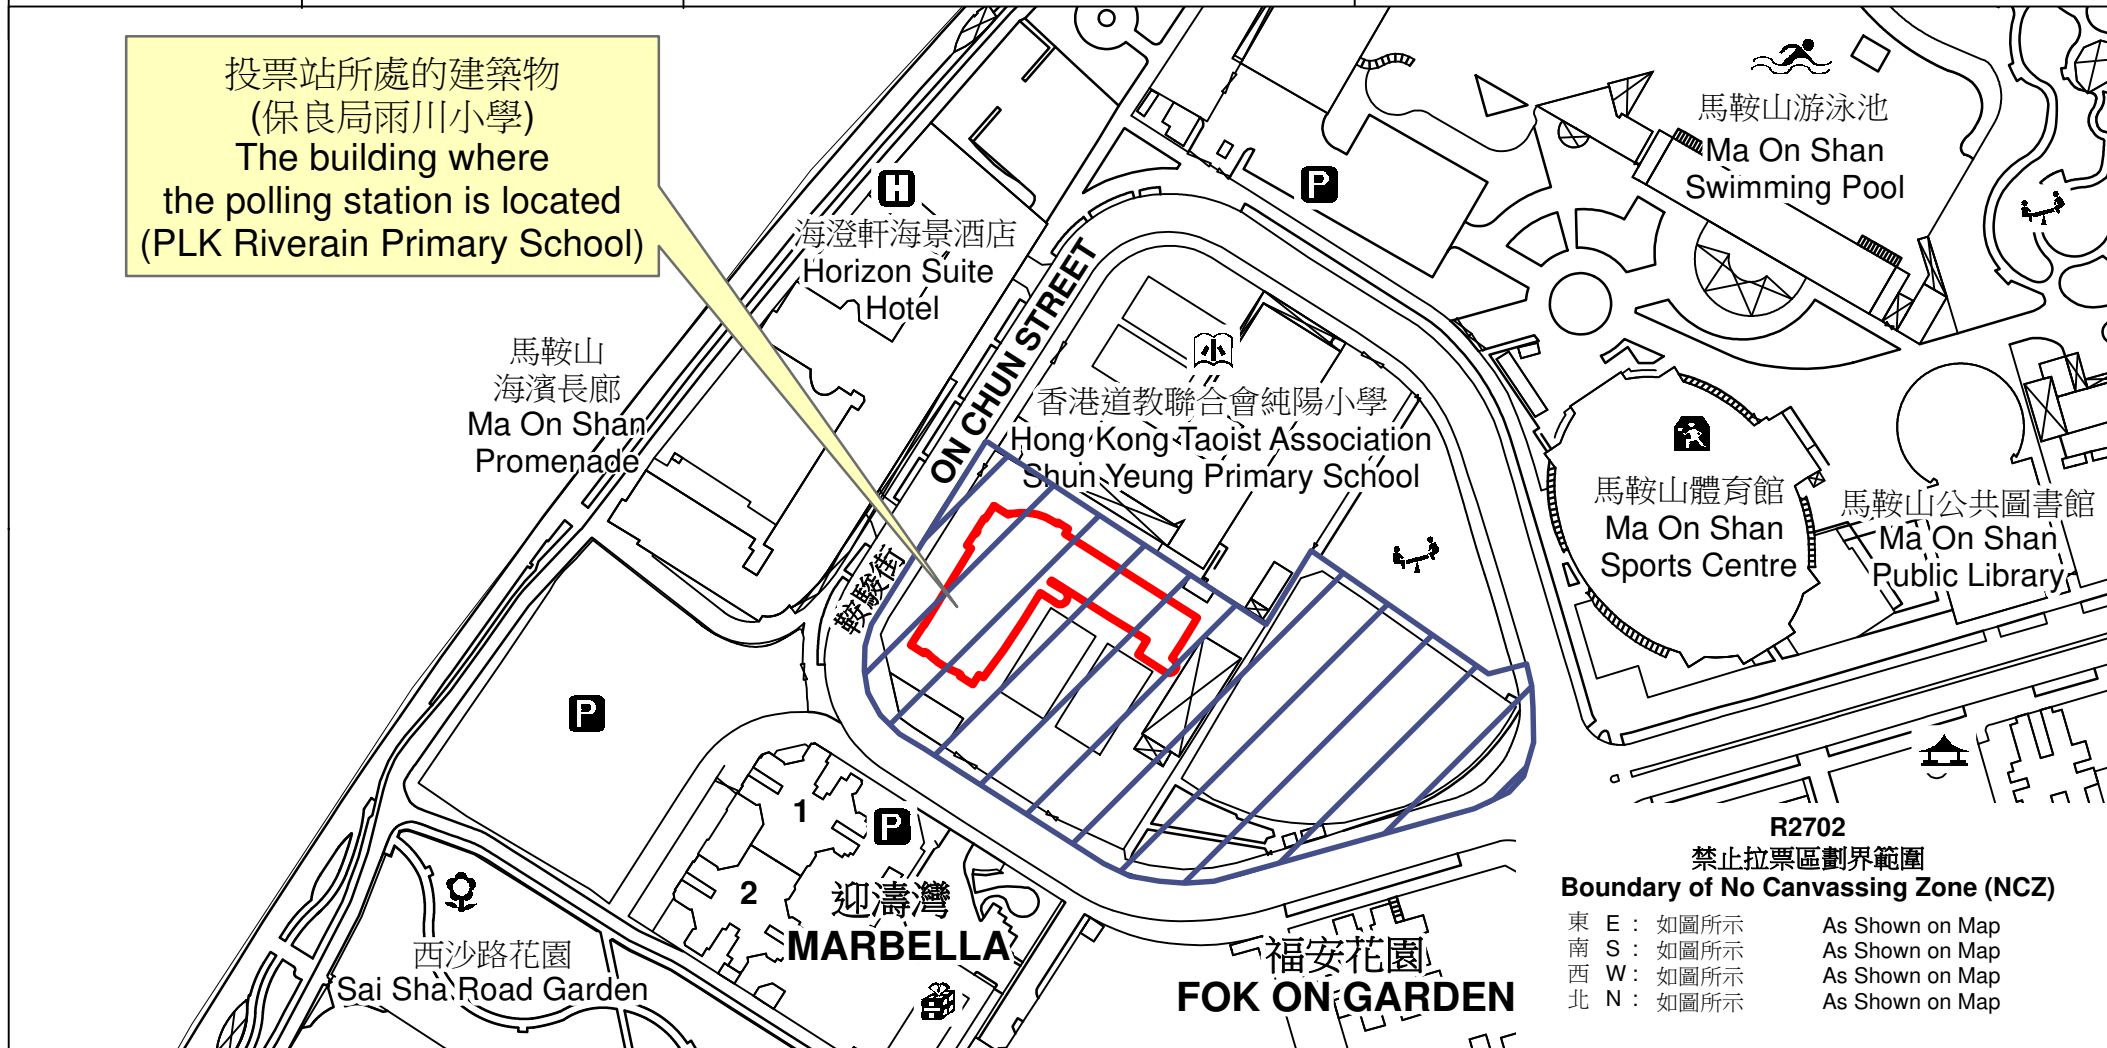 投票站所處的建築物
(保良局雨川小學)
The building where
the polling station is located
(PLK Riverain Primary School)
馬鞍山游泳池
Ma On Shan
Swimming Pool
P
H
海澄軒海景酒店
Horizon Suite
Hotel
ON CHUN STREET
鞍駿街
馬鞍山
海濱長廊
Ma On Shan
Promenade
小
香港道教聯合會純陽小學
Hong Kong Taoist Association
Shun Yeung Primary School
馬鞍山體育館
Ma On Shan
Sports Centre
馬鞍山公共圖書館
Ma On Shan
Public Library
P
1
P
2
迎濤灣
MARBELLA
西沙路花園
Sai Sha Road Garden
福安花園
FOK ON GARDEN
R2702
禁止拉票區劃界範圍
Boundary of No Canvassing Zone (NCZ)
東 E : 如圖所示 As Shown on Map
南 S : 如圖所示 As Shown on Map
西 W : 如圖所示 As Shown on Map
北 N : 如圖所示 As Shown on Map